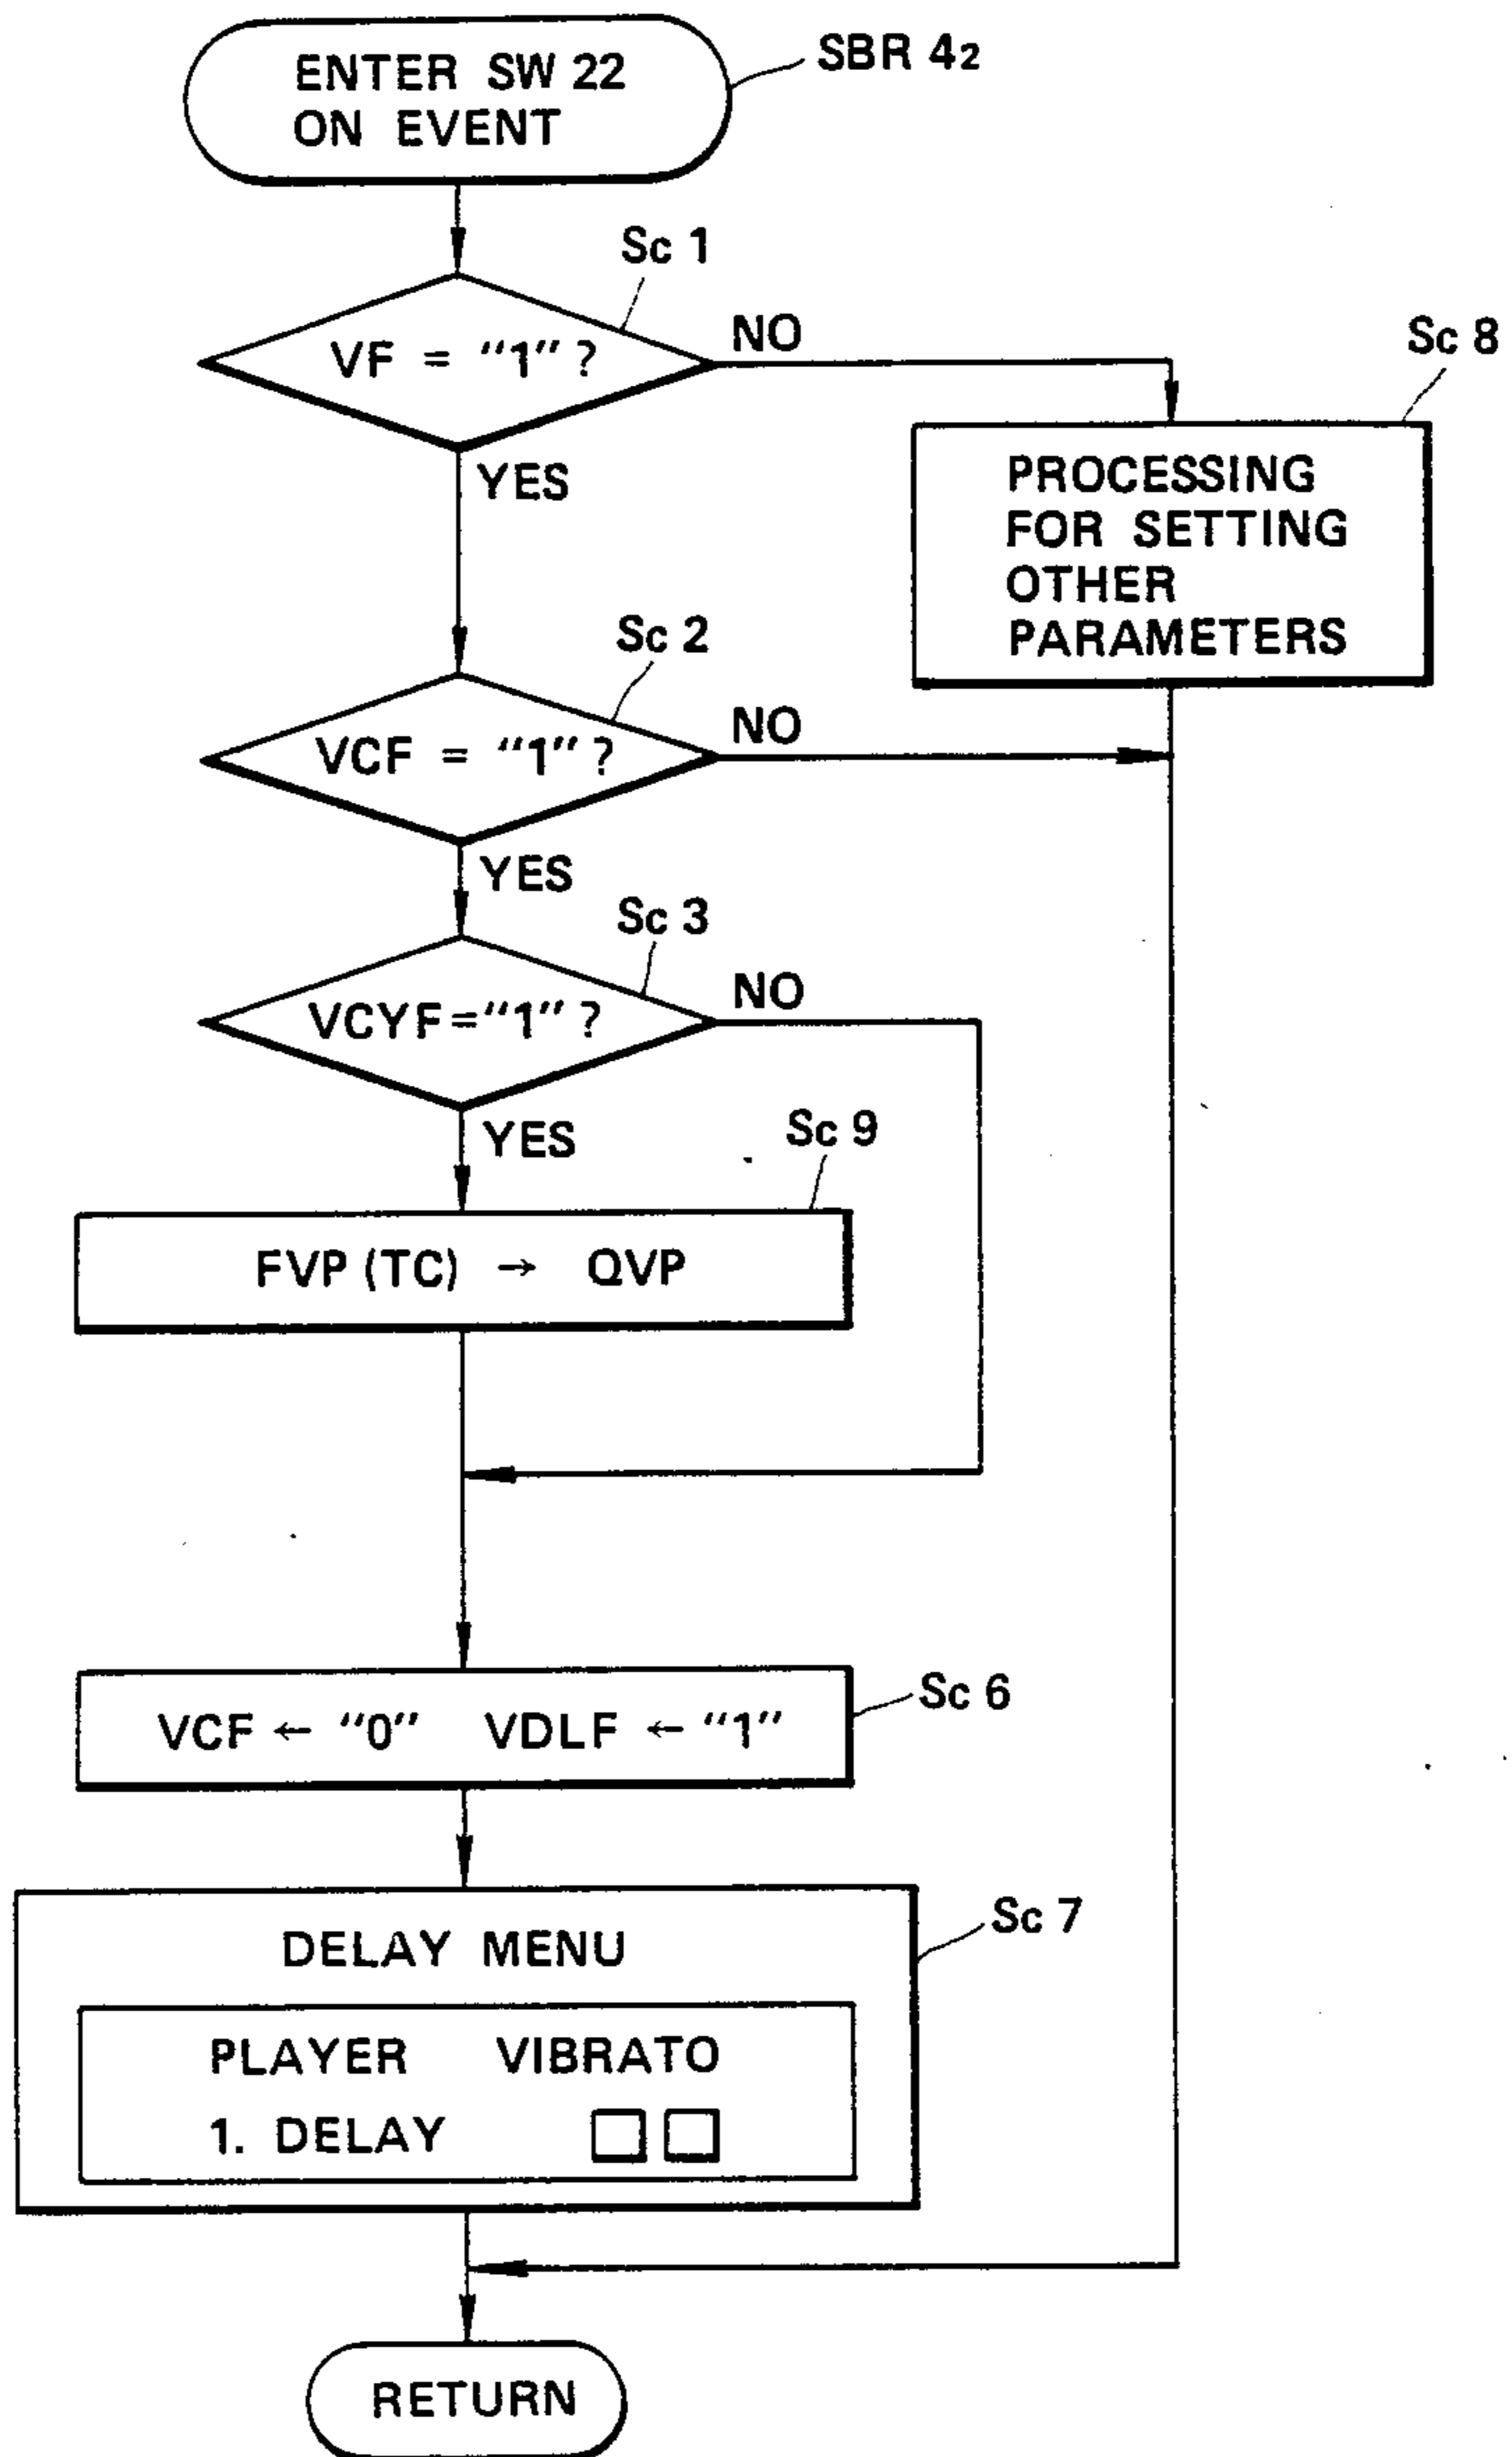 ENTER SW 22
ON EVENT
SBR 42
Sc 1
VF = “1” ?
NO
YES
Sc 8
PROCESSING
FOR SETTING
OTHER
PARAMETERS
Sc 2
VCF = “1” ?
NO
YES
Sc 3
VCYF = “1” ?
NO
YES
Sc 9
FVP (TC) → QVP
Sc 6
VCF ← “0” VDLF ← “1”
Sc 7
DELAY MENU
PLAYER VIBRATO
1. DELAY □ □
RETURN